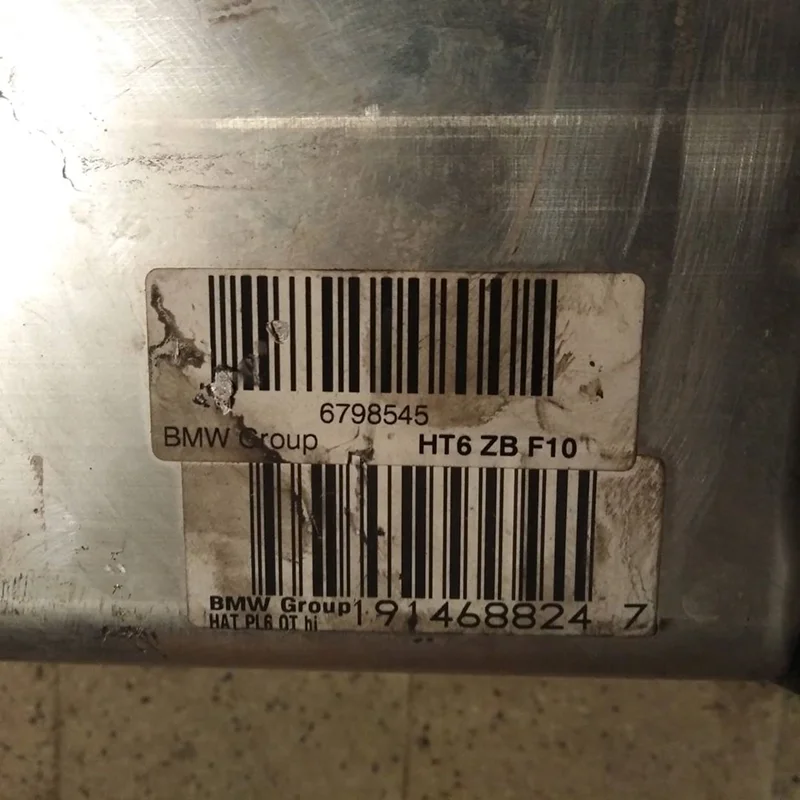 6798545
BMW Group HT6 ZB F10
BMW Group 191468824 7
HAT PL6 OT hi